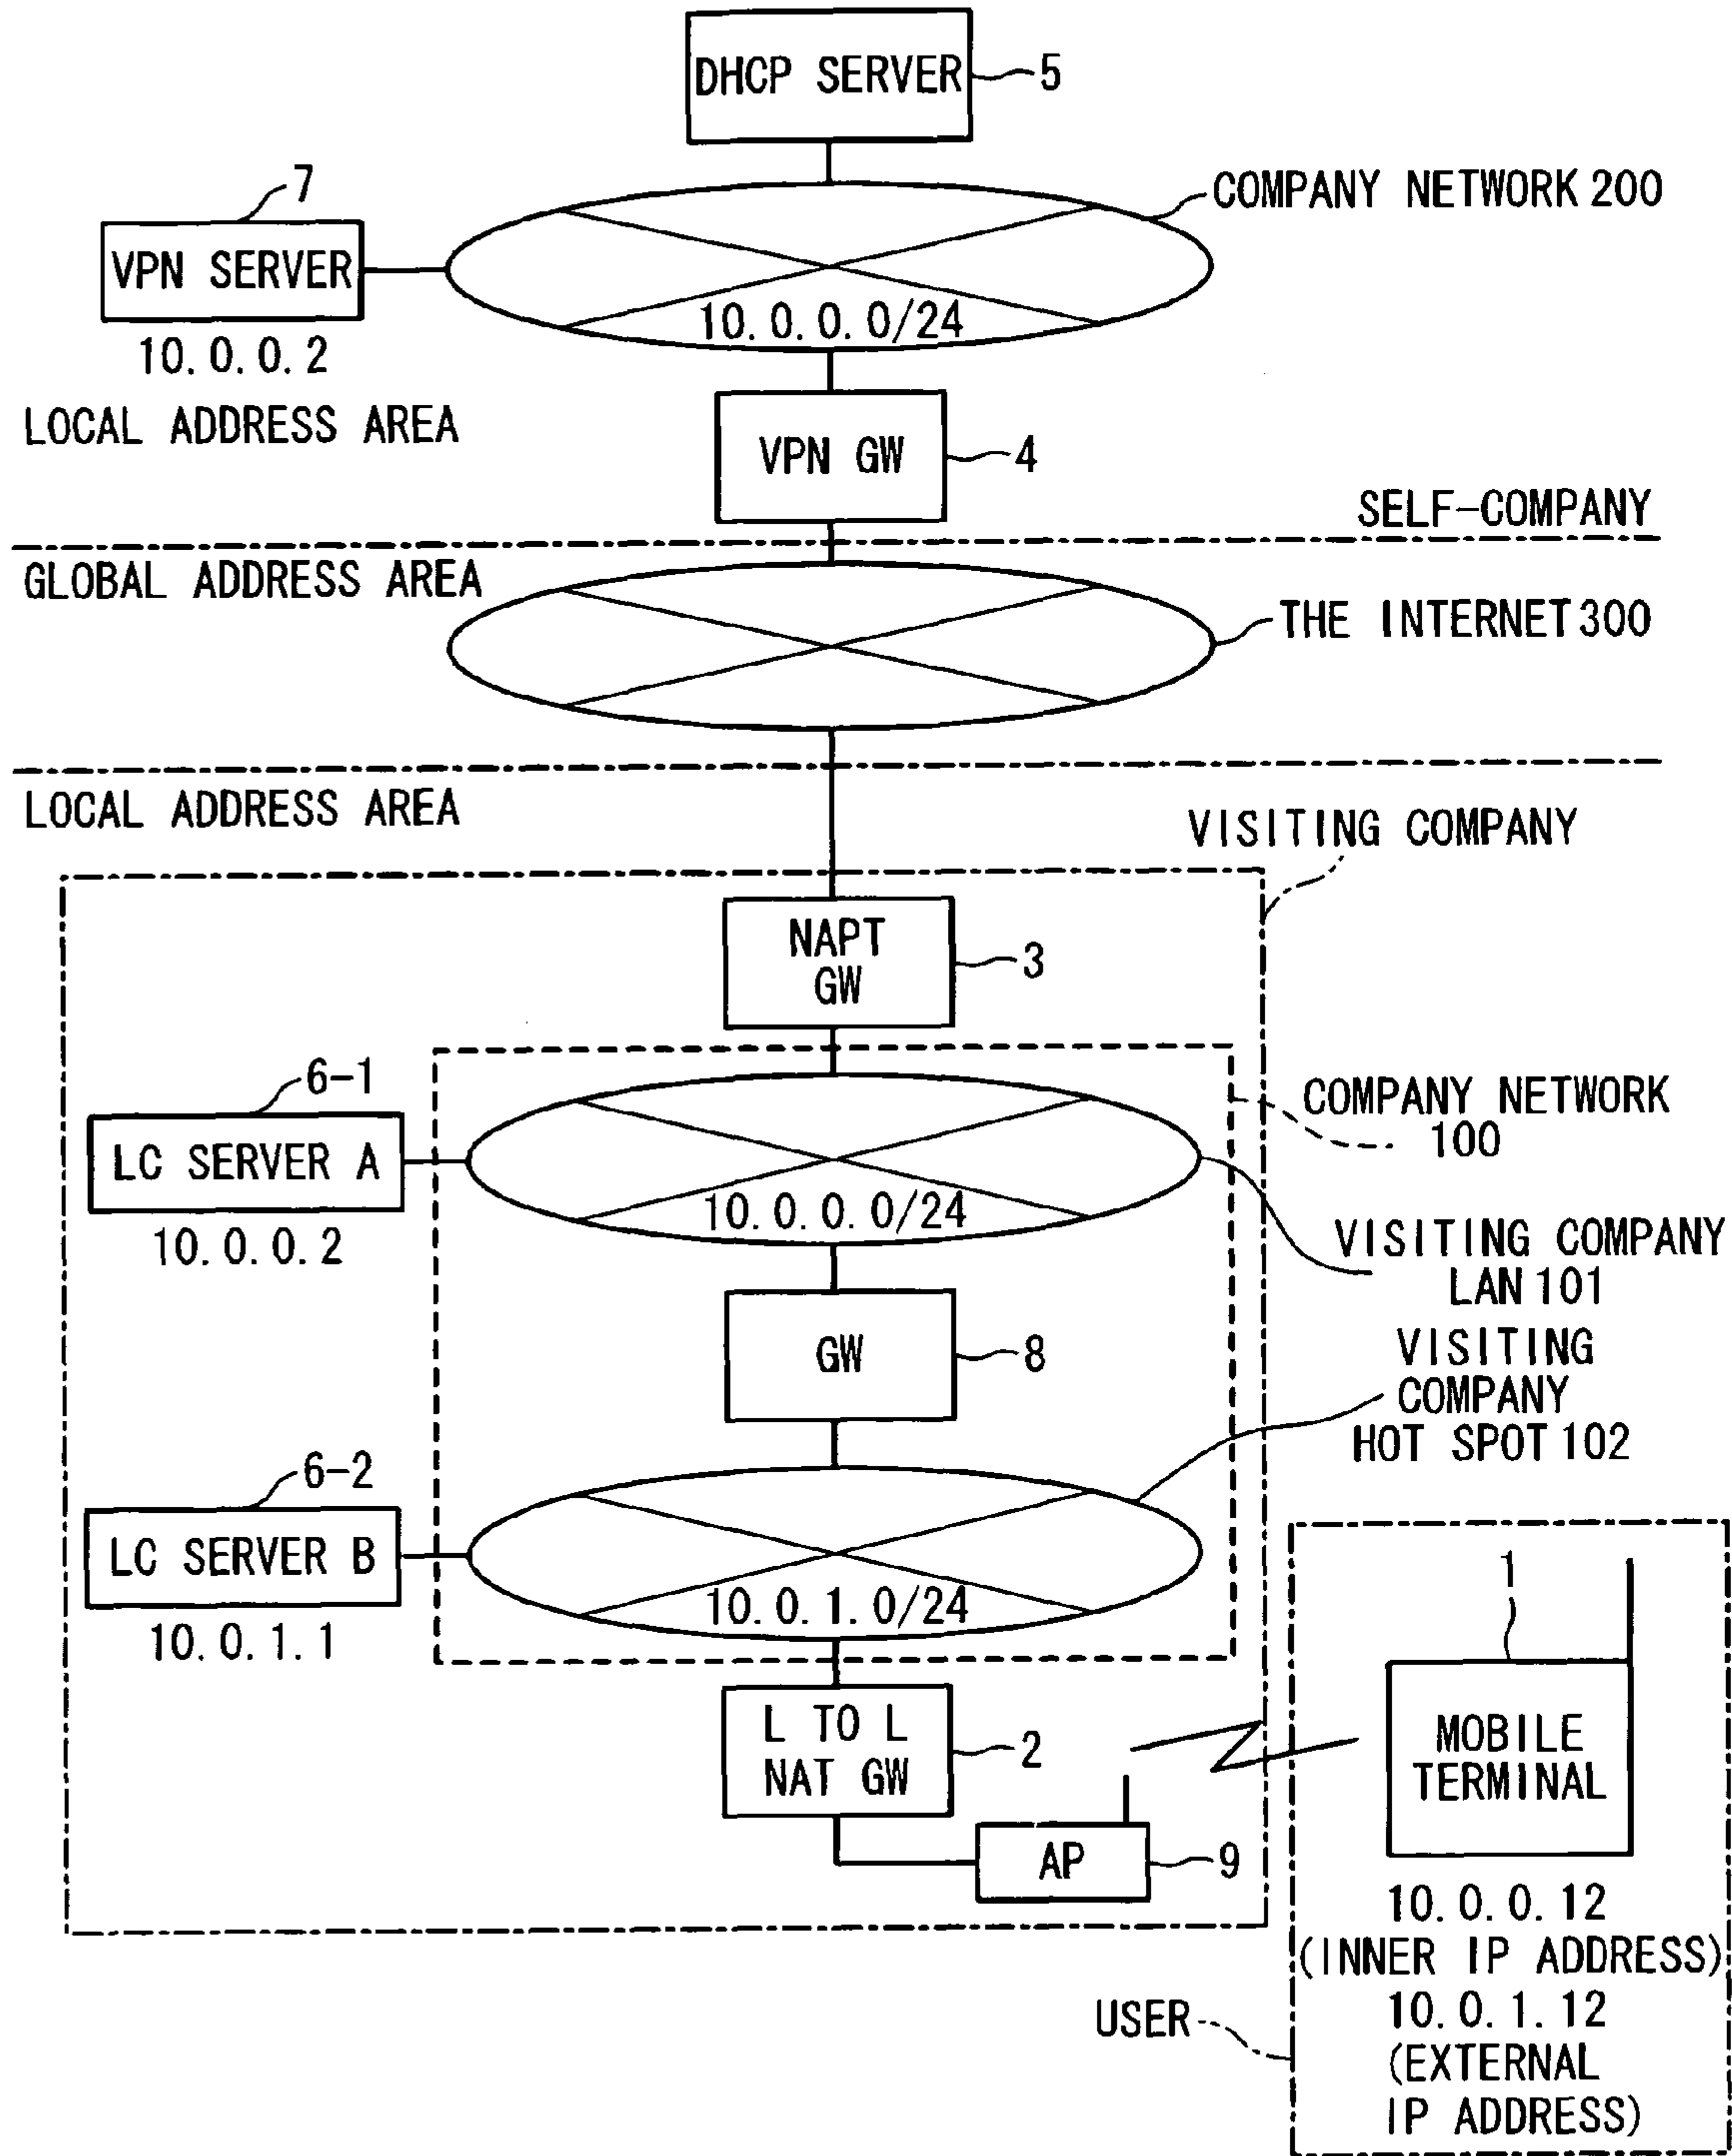 DHCP SERVER
5
7
COMPANY NETWORK 200
VPN SERVER
10.0.0.0/24
10.0.0.2
LOCAL ADDRESS AREA
VPN GW
4
SELF-COMPANY
GLOBAL ADDRESS AREA
THE INTERNET 300
LOCAL ADDRESS AREA
VISITING COMPANY
NAPT
GW
3
6-1
COMPANY NETWORK
100
LC SERVER A
10.0.0.0/24
10.0.0.2
VISITING COMPANY
LAN 101
GW
8
VISITING
COMPANY
HOT SPOT 102
6-2
LC SERVER B
10.0.1.0/24
10.0.1.1
1
L TO L
NAT GW
2
MOBILE
TERMINAL
AP
9
10.0.0.12
(INNER IP ADDRESS)
10.0.1.12
(EXTERNAL
IP ADDRESS)
USER